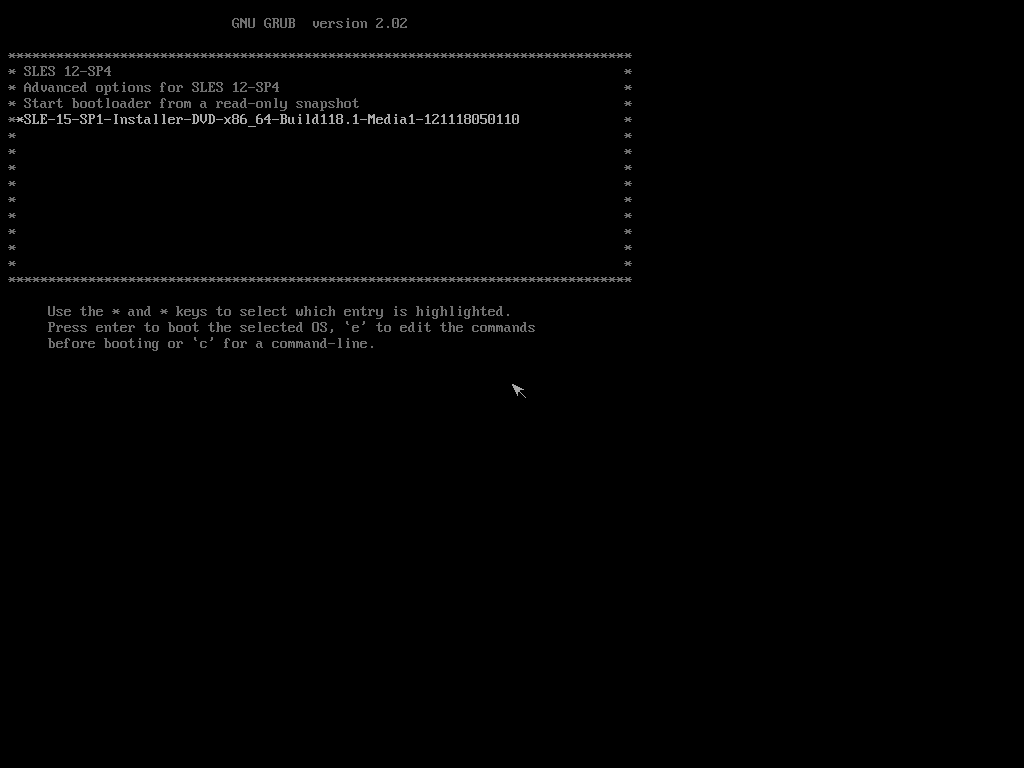 GNU GRUB  version 2.02
********************************************************************************
* SLES 12-SP4 *
* Advanced options for SLES 12-SP4 *
* Start bootloader from a read-only snapshot *
**SLE-15-SP1-Installer-DVD-x86_64-Build118.1-Media1-121118050110 *
* *
* *
* *
* *
* *
* *
* *
* *
* *
********************************************************************************
Use the * and * keys to select which entry is highlighted.
Press enter to boot the selected OS, `e' to edit the commands
before booting or `c' for a command-line.